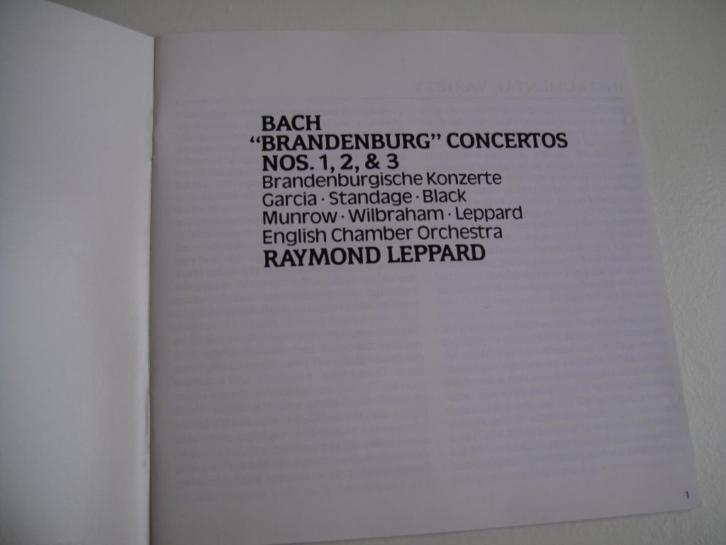 BACH
“BRANDENBURG” CONCERTOS
NOS. 1, 2, & 3
Brandenburgische Konzerte
Garcia · Standage · Black
Munrow · Wilbraham · Leppard
English Chamber Orchestra
RAYMOND LEPPARD
1